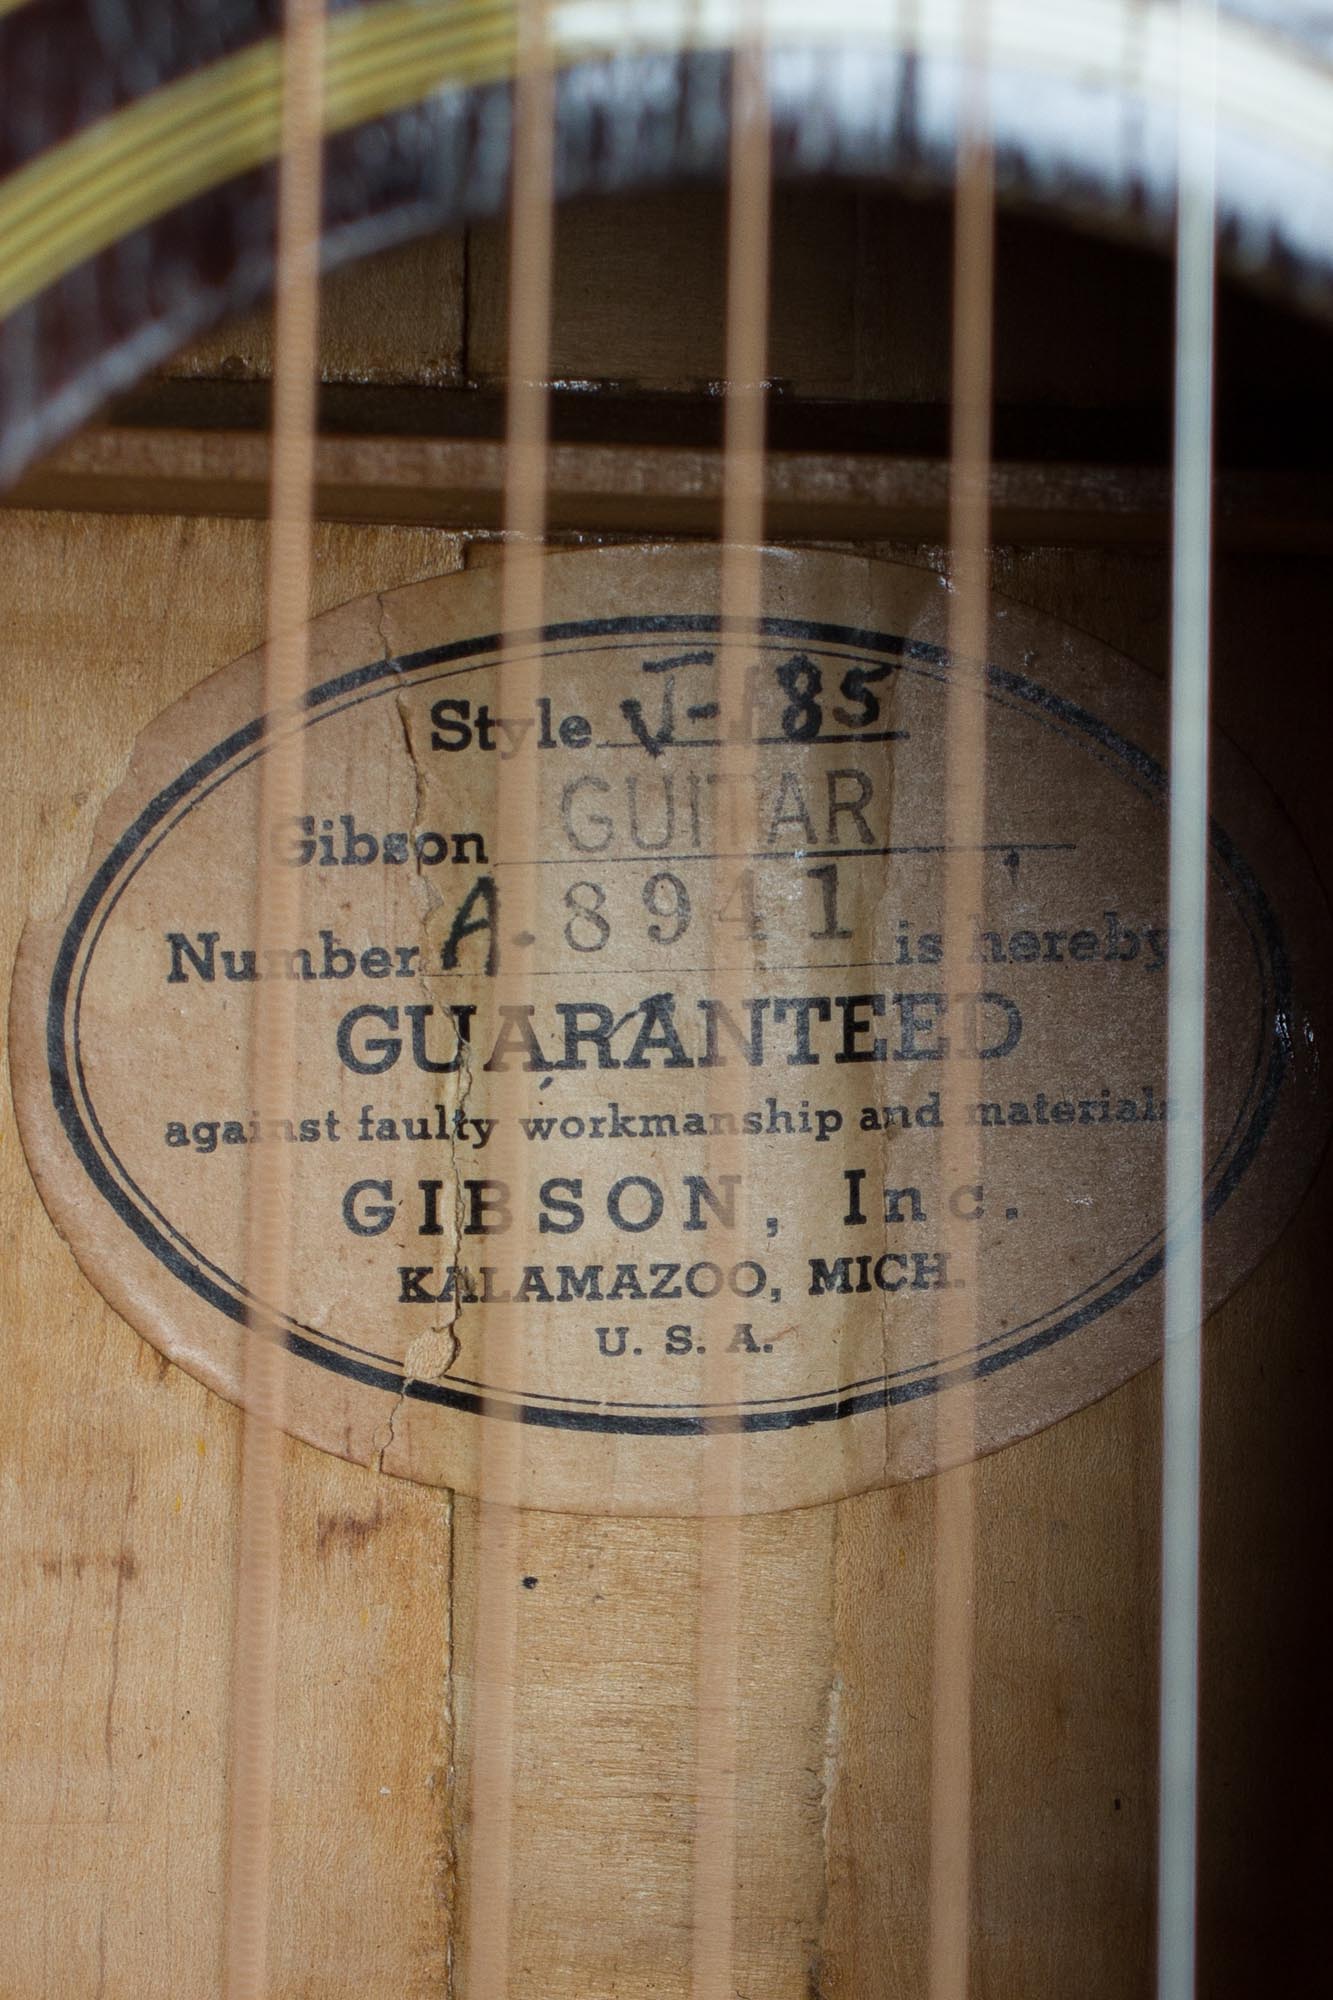 Style J-185
Gibson GUITAR
Number A.8941 is hereby
GUARANTEED
against faulty workmanship and materials
GIBSON, Inc.
KALAMAZOO, MICH.
U. S. A.